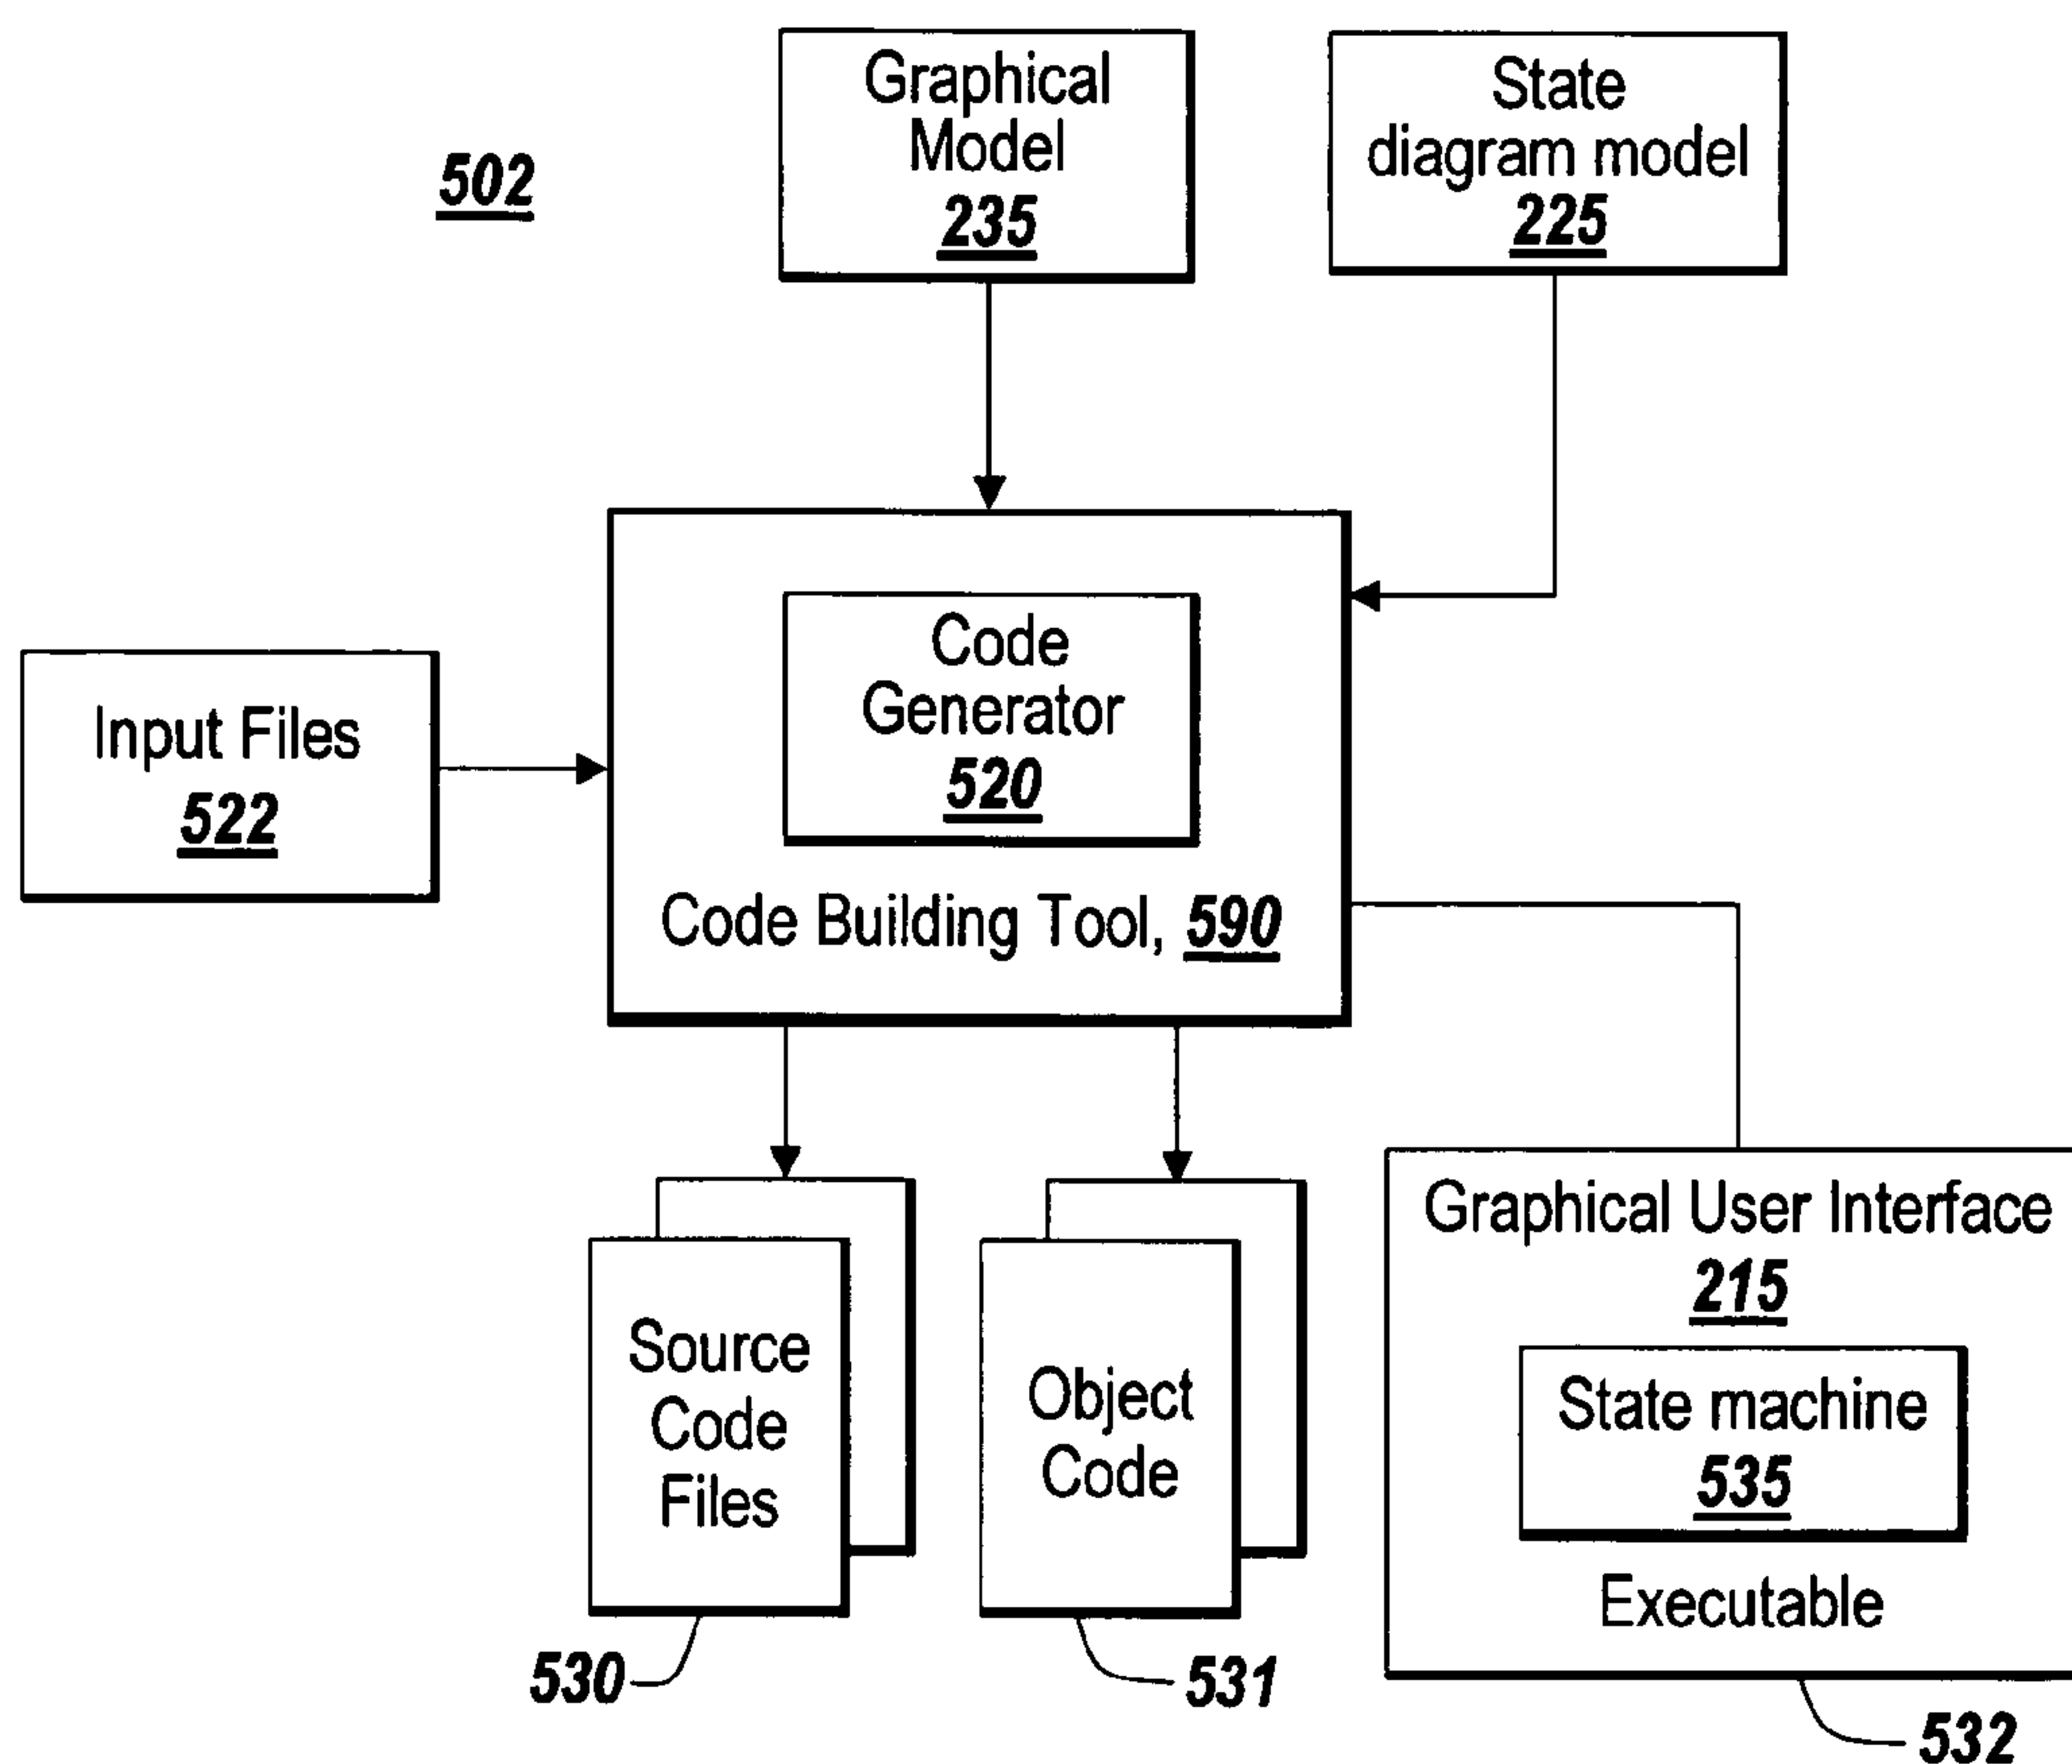 502
Graphical
Model
235
State
diagram model
225
Code
Generator
520
Input Files
522
Code Building Tool, 590
Graphical User Interface
215
State machine
535
Executable
Source
Code
Files
Object
Code
530
531
532